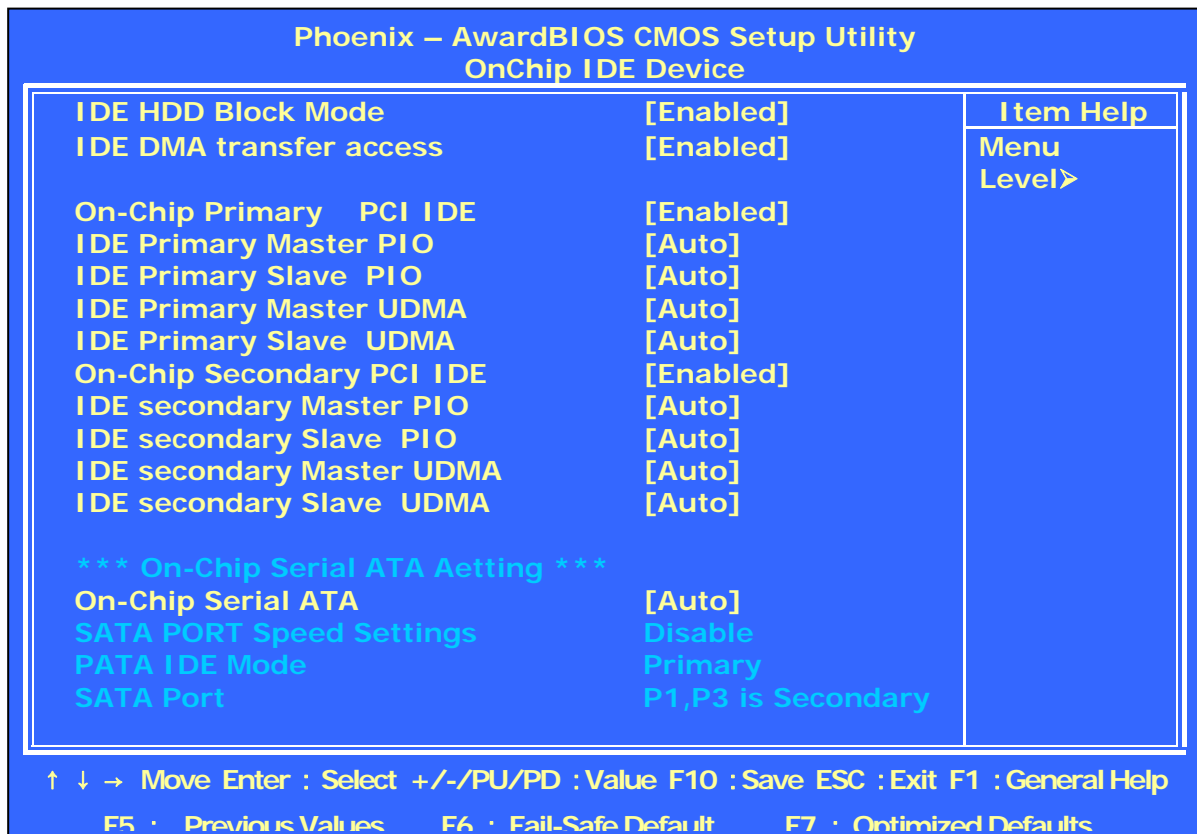 Phoenix – AwardBIOS CMOS Setup Utility
OnChip IDE Device
IDE HDD Block Mode [Enabled] Item Help
IDE DMA transfer access [Enabled] Menu
Level➢
On-Chip Primary PCI IDE [Enabled]
IDE Primary Master PIO [Auto]
IDE Primary Slave PIO [Auto]
IDE Primary Master UDMA [Auto]
IDE Primary Slave UDMA [Auto]
On-Chip Secondary PCI IDE [Enabled]
IDE secondary Master PIO [Auto]
IDE secondary Slave PIO [Auto]
IDE secondary Master UDMA [Auto]
IDE secondary Slave UDMA [Auto]
*** On-Chip Serial ATA Aetting ***
On-Chip Serial ATA [Auto]
SATA PORT Speed Settings Disable
PATA IDE Mode Primary
SATA Port P1,P3 is Secondary
↑ ↓ → Move Enter : Select +/-/PU/PD :Value F10 :Save ESC :Exit F1 :General Help
F5 : Previous Values F6 : Fail-Safe Default F7 : Optimized Defaults